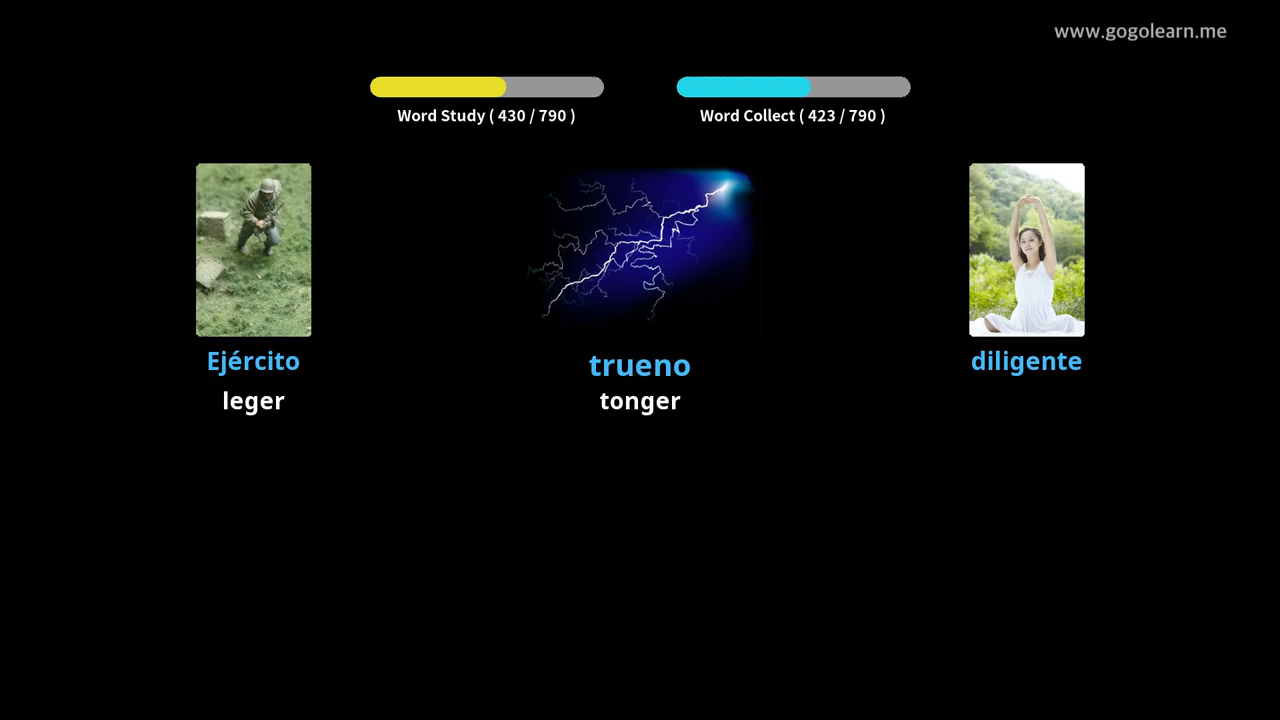 www.gogolearn.me
Word Study ( 430 / 790 )
Word Collect ( 423 / 790 )
Ejército
leger
trueno
tonger
diligente